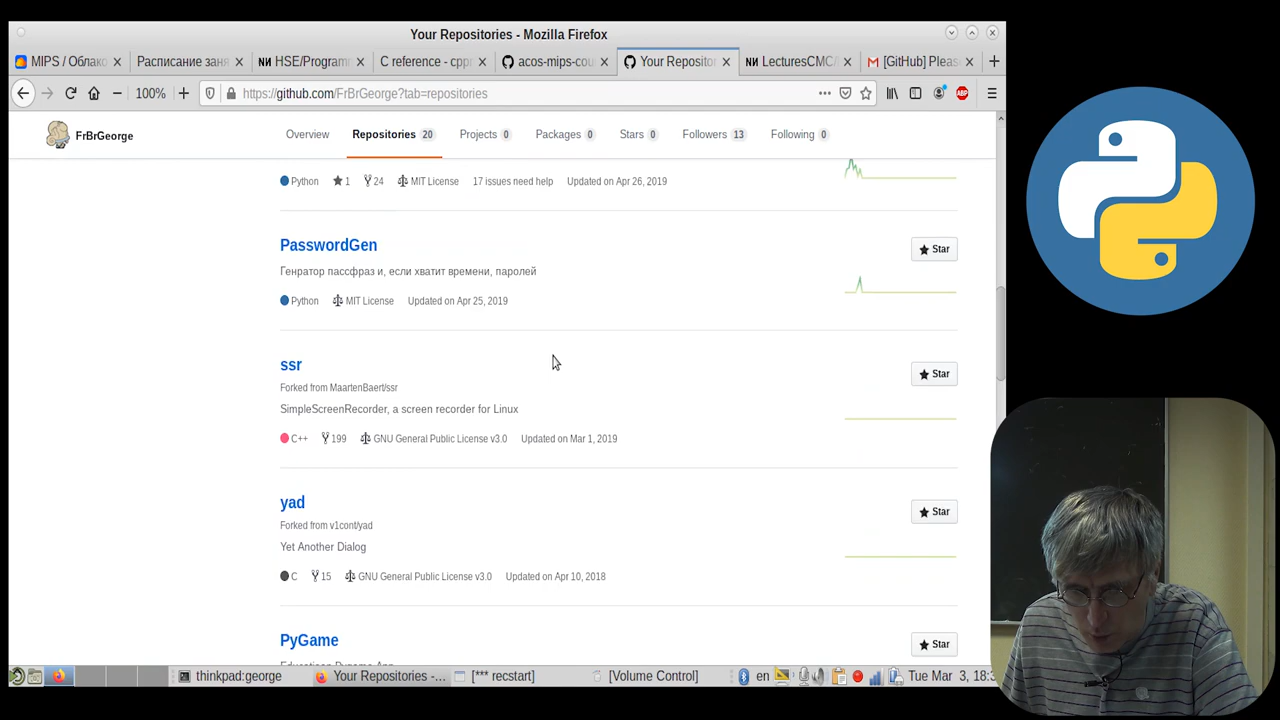 Your Repositories - Mozilla Firefox
MIPS / Облако
Расписание заня
HSE/Program
C reference - cppr
acos-mips-cou
Your Reposito
LecturesCMC/
[GitHub] Pleas
100%
https://github.com/FrBrGeorge?tab=repositories
ABP
FrBrGeorge
Overview
Repositories 20
Projects 0
Packages 0
Stars 0
Followers 13
Following 0
Python 1 24 MIT License 17 issues need help Updated on Apr 26, 2019
PasswordGen
Star
Генратор пассфраз и, если хватит времени, паролей
Python MIT License Updated on Apr 25, 2019
ssr
Star
Forked from MaartenBaert/ssr
SimpleScreenRecorder, a screen recorder for Linux
C++ 199 GNU General Public License v3.0 Updated on Mar 1, 2019
yad
Star
Forked from v1cont/yad
Yet Another Dialog
C 15 GNU General Public License v3.0 Updated on Apr 10, 2018
PyGame
Star
thinkpad:george
Your Repositories -...
[*** recstart]
[Volume Control]
en
Tue Mar 3, 18:3